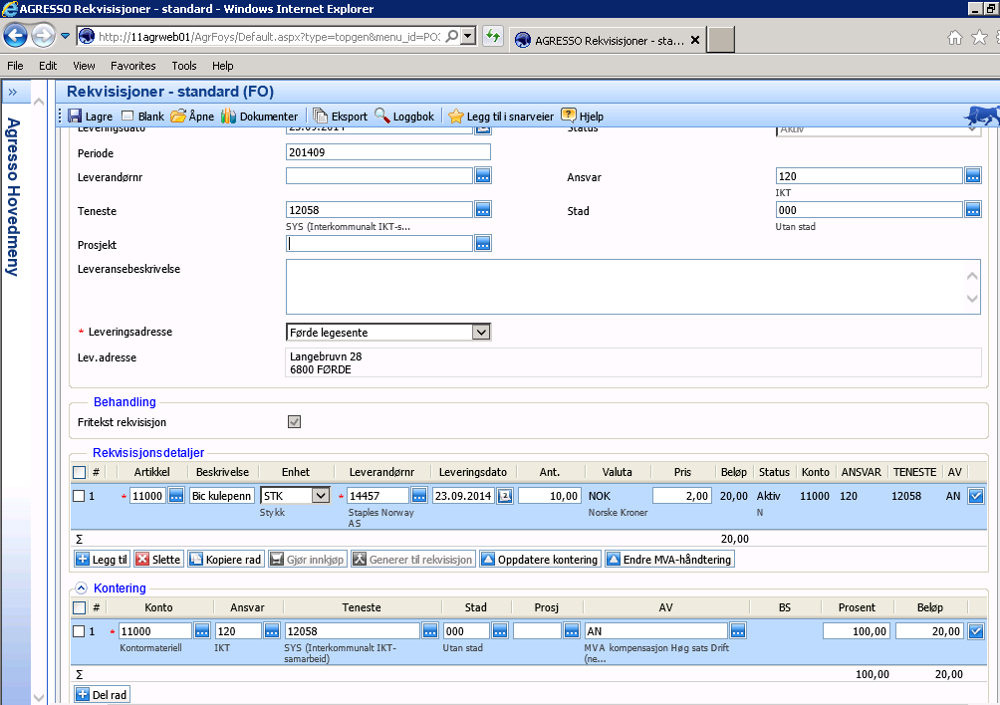 AGRESSO Rekvisisjoner - standard - Windows Internet Explorer
http://11agrweb01/AgrFoys/Default.aspx?type=topgen&menu_id=PO: AGRESSO Rekvisisjoner - sta...
File Edit View Favorites Tools Help
Rekvisisjoner - standard (FO)
Lagre Blank Åpne Dokumenter Eksport Loggbok Legg til i snarveier Hjelp
Agresso Hovedmeny
Leveringsdato 23.09.2014 Status Aktiv
Periode 201409
Leverandørnr Ansvar 120
IKT
Teneste 12058 Stad 000
SYS (Interkommunalt IKT-s... Utan stad
Prosjekt
Leveransebeskrivelse
* Leveringsadresse Førde legesente
Lev.adresse Langebruvn 28
6800 FØRDE
Behandling
Fritekst rekvisisjon
Rekvisisjonsdetaljer
# Artikkel Beskrivelse Enhet Leverandørnr Leveringsdato Ant. Valuta Pris Beløp Status Konto ANSVAR TENESTE AV
1 * 11000 Bic kulepenn STK * 14457 23.09.2014 10,00 NOK 2,00 20,00 Aktiv 11000 120 12058 AN
Stykk Staples Norway AS Norske Kroner N
Σ 20,00
Legg til Slette Kopiere rad Gjør innkjøp Generer til rekvisisjon Oppdatere kontering Endre MVA-håndtering
Kontering
# Konto Ansvar Teneste Stad Prosj AV BS Prosent Beløp
1 * 11000 120 12058 000 AN 100,00 20,00
Kontormateriell IKT SYS (Interkommunalt IKT-samarbeid) Utan stad MVA kompensasjon Høg sats Drift (ne...
Σ 100,00 20,00
Del rad